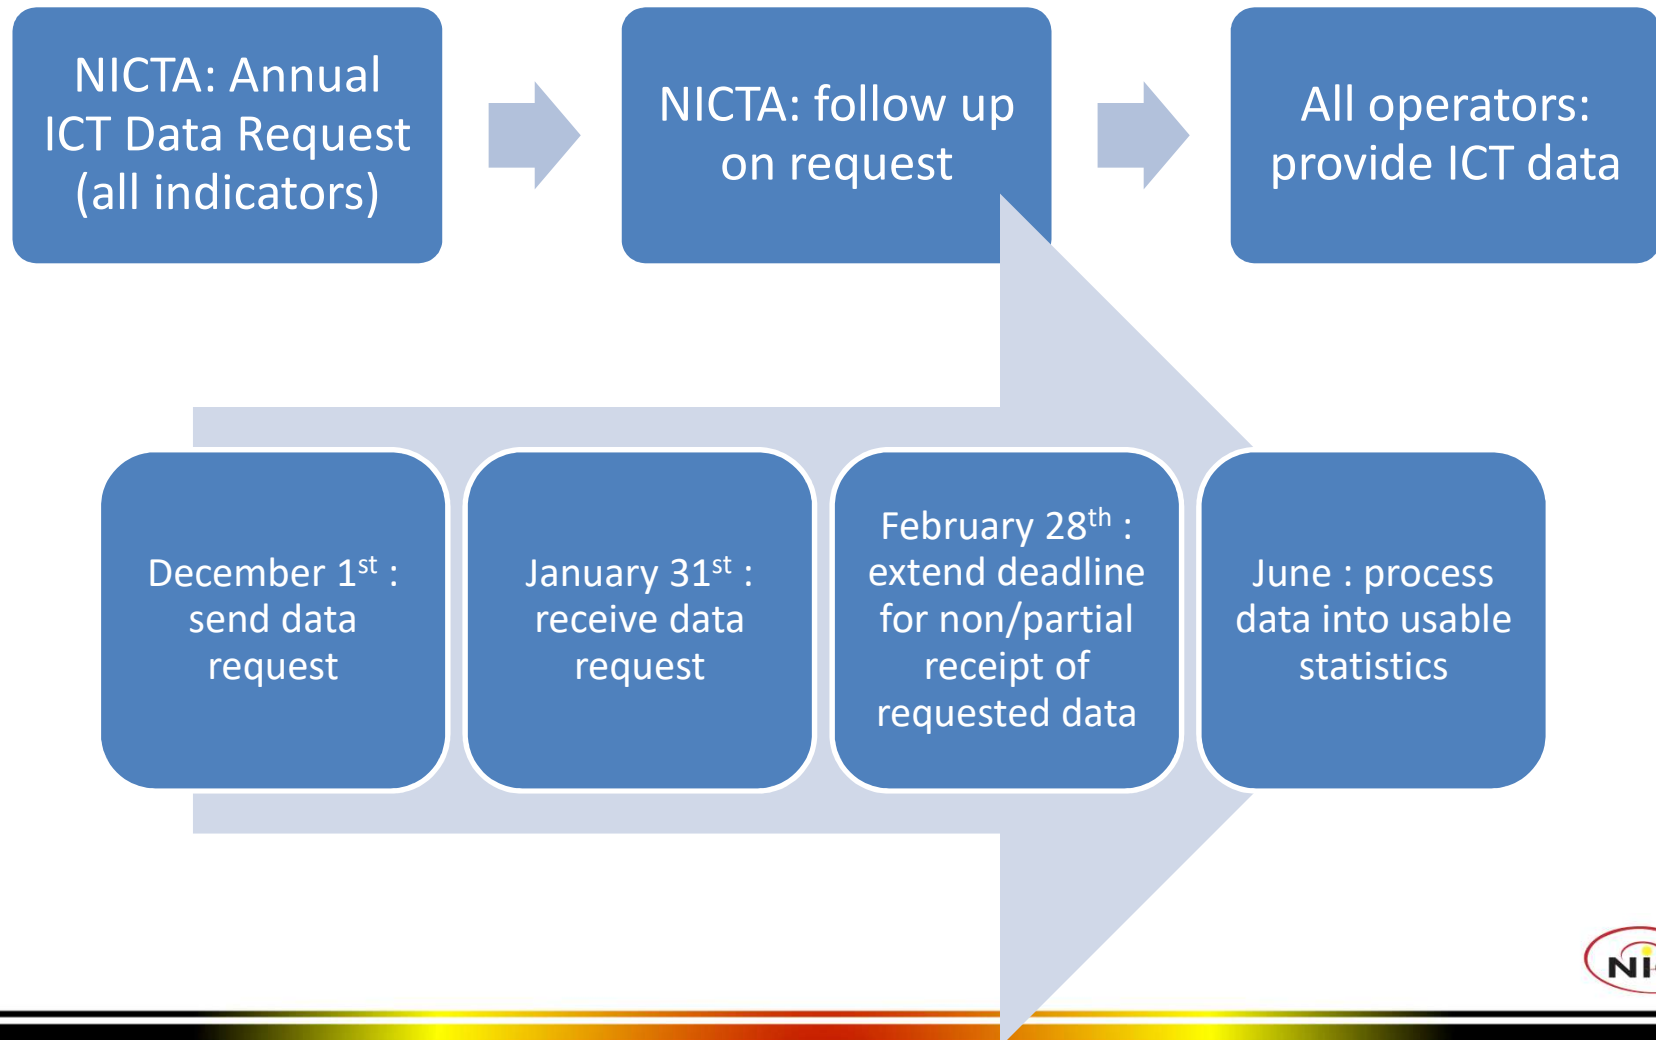 NICTA: Annual
ICT Data Request
(all indicators)
NICTA: follow up
on request
All operators:
provide ICT data
December 1st :
send data
request
January 31st :
receive data
request
February 28th :
extend deadline
for non/partial
receipt of
requested data
June : process
data into usable
statistics